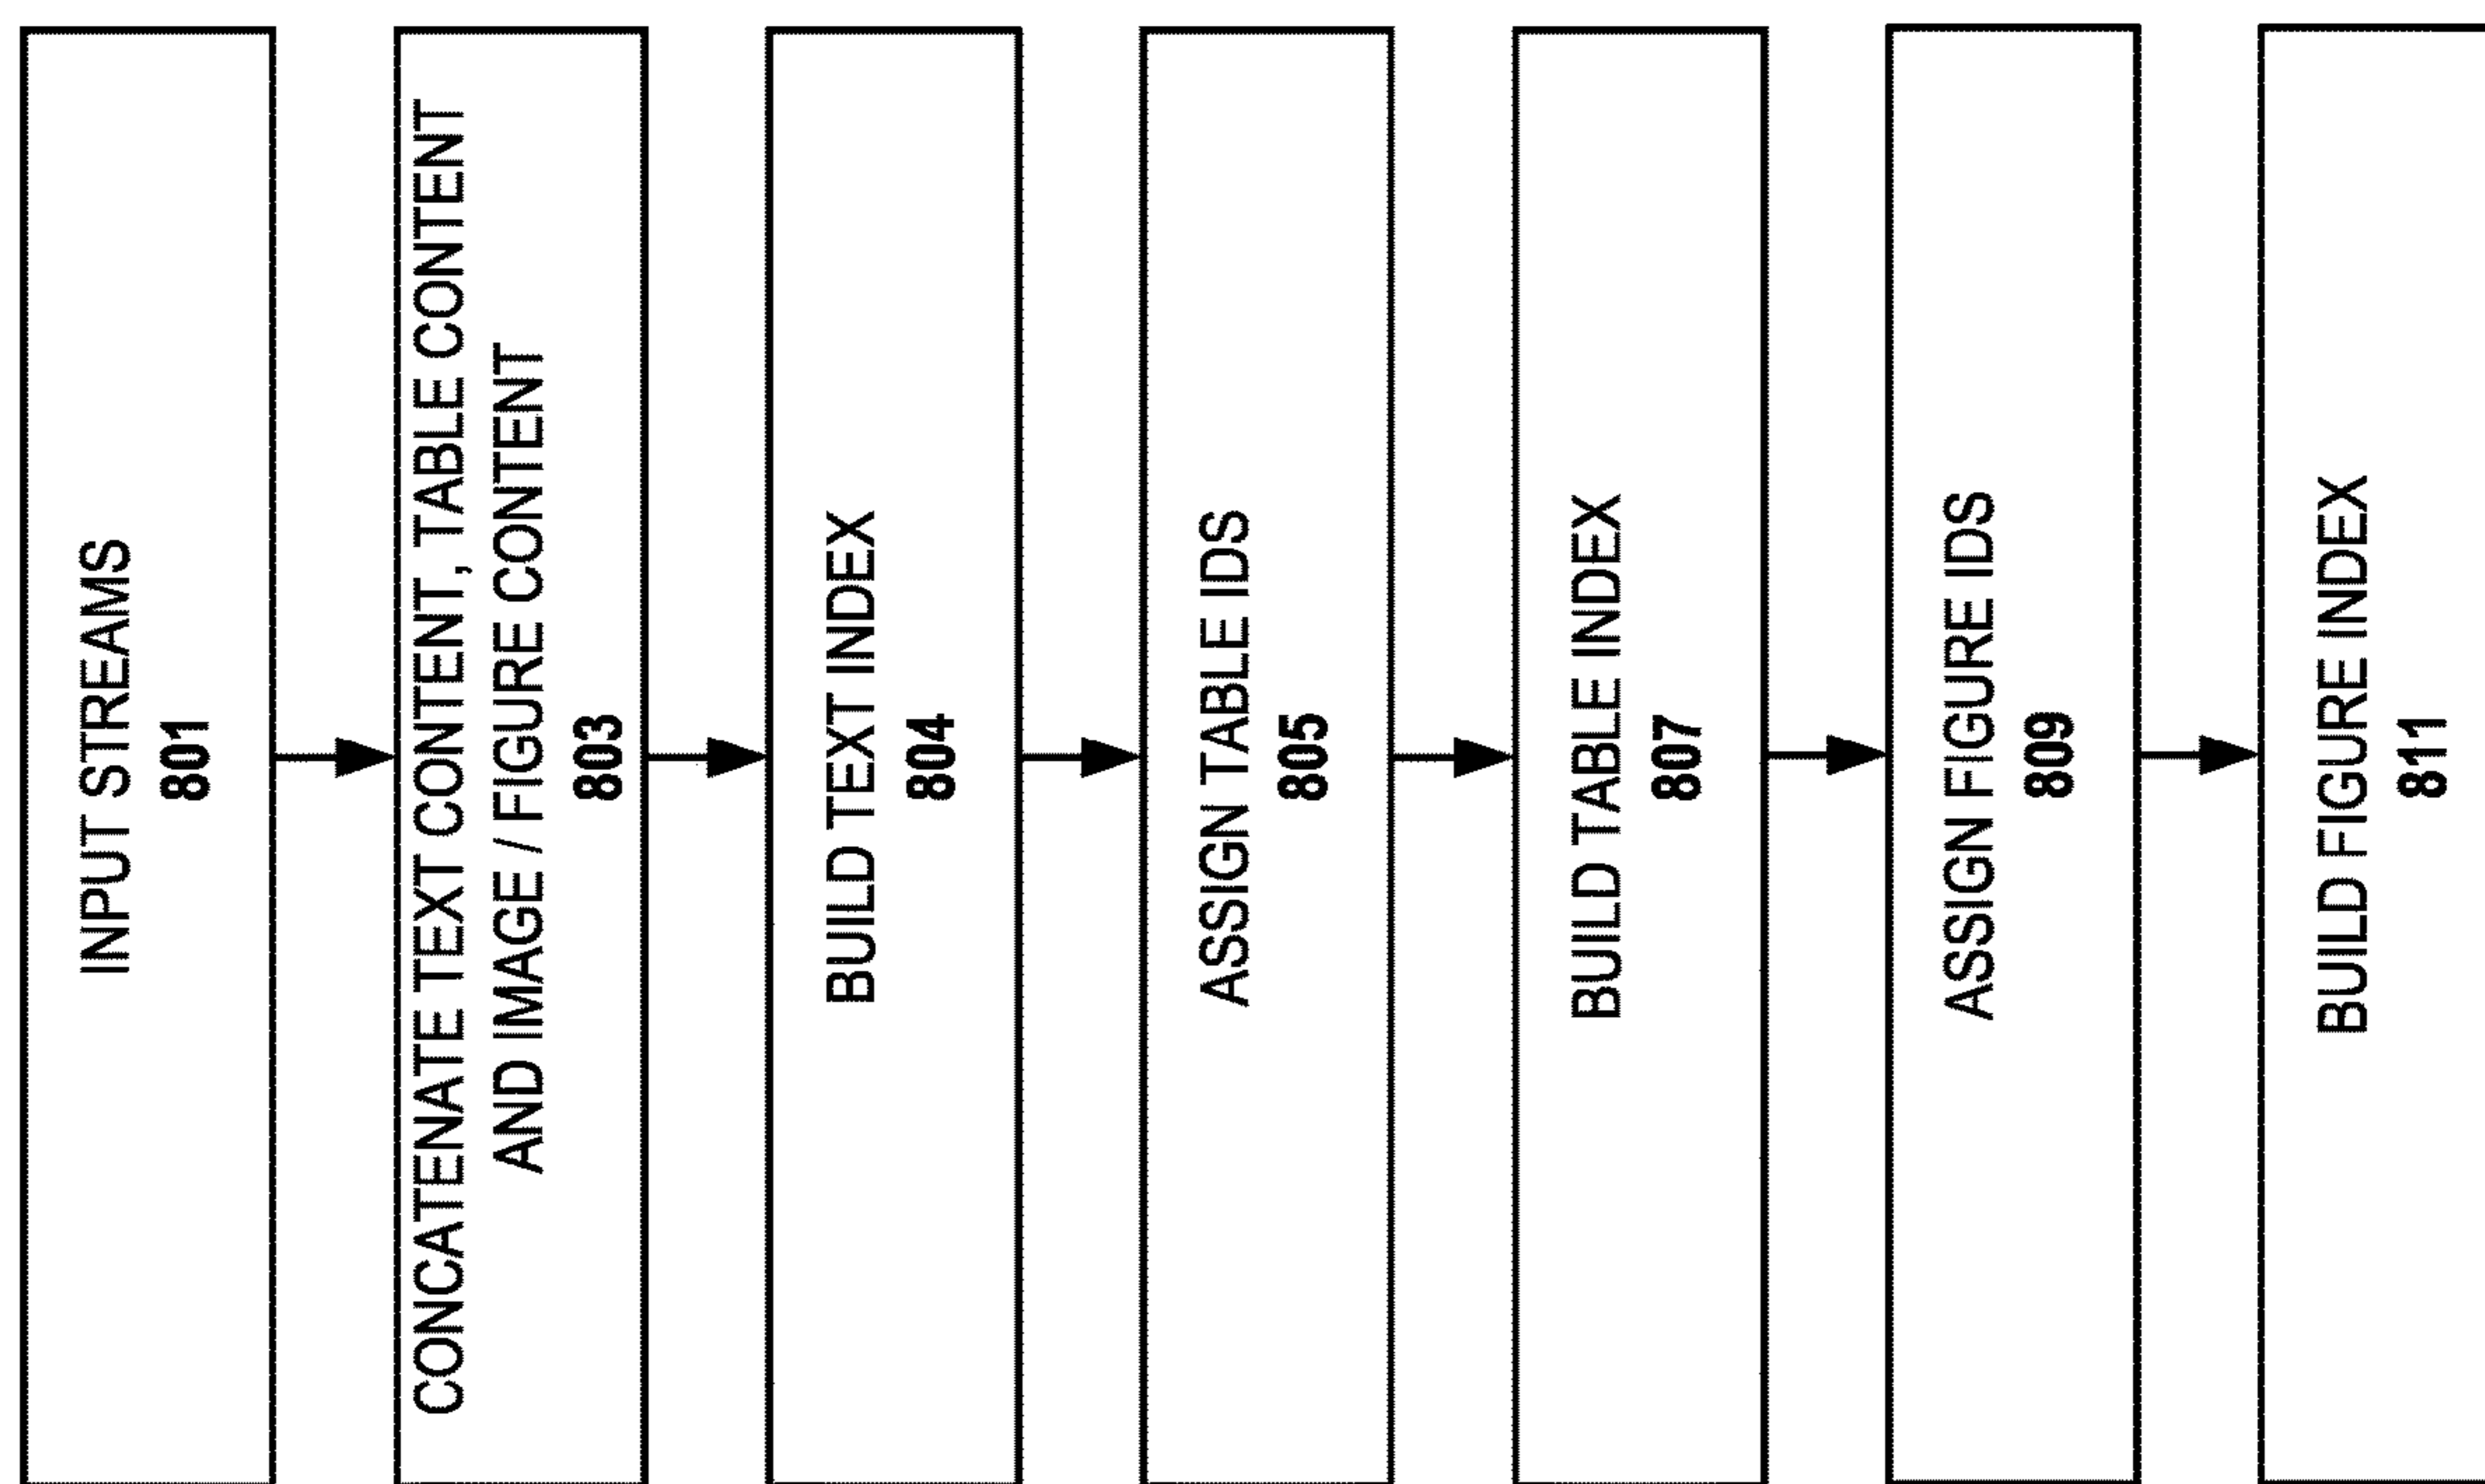 INPUT STREAMS
801
CONCATENATE TEXT CONTENT, TABLE CONTENT
AND IMAGE / FIGURE CONTENT
803
BUILD TEXT INDEX
804
ASSIGN TABLE IDS
805
BUILD TABLE INDEX
807
ASSIGN FIGURE IDS
809
BUILD FIGURE INDEX
811